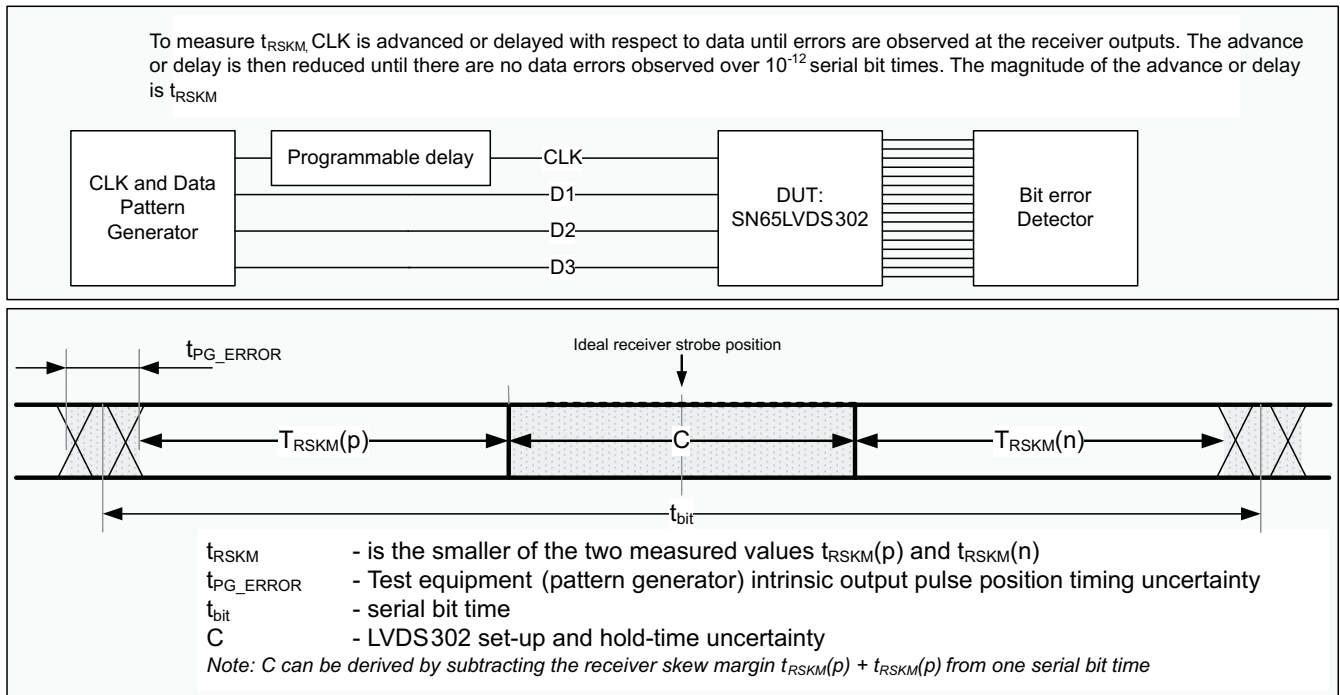 To measure tRSKM, CLK is advanced or delayed with respect to data until errors are observed at the receiver outputs. The advance
or delay is then reduced until there are no data errors observed over 10-12 serial bit times. The magnitude of the advance or delay
is tRSKM
CLK and Data
Pattern
Generator
Programmable delay
CLK
D1
D2
D3
DUT:
SN65LVDS302
Bit error
Detector
tPG_ERROR
Ideal receiver strobe position
TRSKM(p)
C
TRSKM(n)
tbit
tRSKM - is the smaller of the two measured values tRSKM(p) and tRSKM(n)
tPG_ERROR - Test equipment (pattern generator) intrinsic output pulse position timing uncertainty
tbit - serial bit time
C - LVDS302 set-up and hold-time uncertainty
Note: C can be derived by subtracting the receiver skew margin tRSKM(p) + tRSKM(p) from one serial bit time